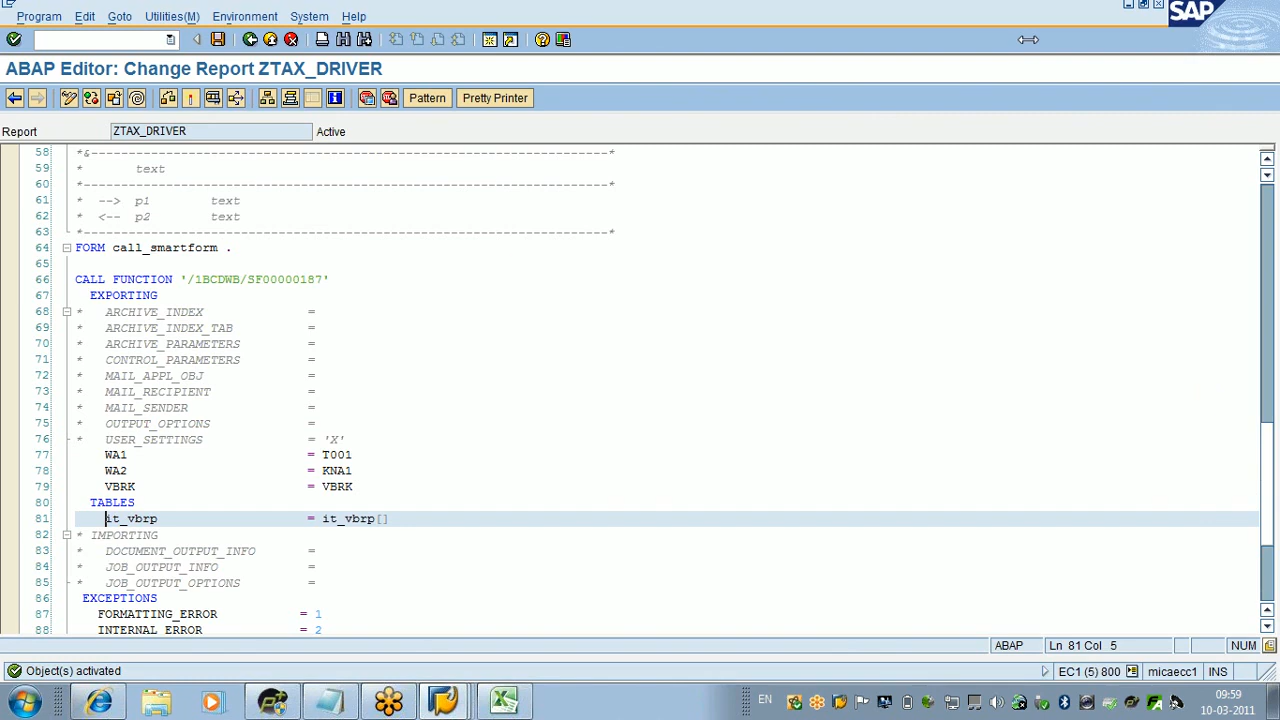 Program Edit Goto Utilities(M) Environment System Help
SAP
ABAP Editor: Change Report ZTAX_DRIVER
Pattern Pretty Printer
Report ZTAX_DRIVER Active
58 *&---------------------------------------------------------------------*
59 * text
60 *----------------------------------------------------------------------*
61 * --> p1 text
62 * <-- p2 text
63 *----------------------------------------------------------------------*
64 FORM call_smartform .
65
66 CALL FUNCTION '/1BCDWB/SF00000187'
67 EXPORTING
68 * ARCHIVE_INDEX =
69 * ARCHIVE_INDEX_TAB =
70 * ARCHIVE_PARAMETERS =
71 * CONTROL_PARAMETERS =
72 * MAIL_APPL_OBJ =
73 * MAIL_RECIPIENT =
74 * MAIL_SENDER =
75 * OUTPUT_OPTIONS =
76 * USER_SETTINGS = 'X'
77 WA1 = T001
78 WA2 = KNA1
79 VBRK = VBRK
80 TABLES
81 it_vbrp = it_vbrp[]
82 * IMPORTING
83 * DOCUMENT_OUTPUT_INFO =
84 * JOB_OUTPUT_INFO =
85 * JOB_OUTPUT_OPTIONS =
86 EXCEPTIONS
87 FORMATTING_ERROR = 1
88 INTERNAL ERROR = 2
ABAP Ln 81 Col 5 NUM
Object(s) activated EC1 (5) 800 micaecc1 INS
EN 09:59
10-03-2011